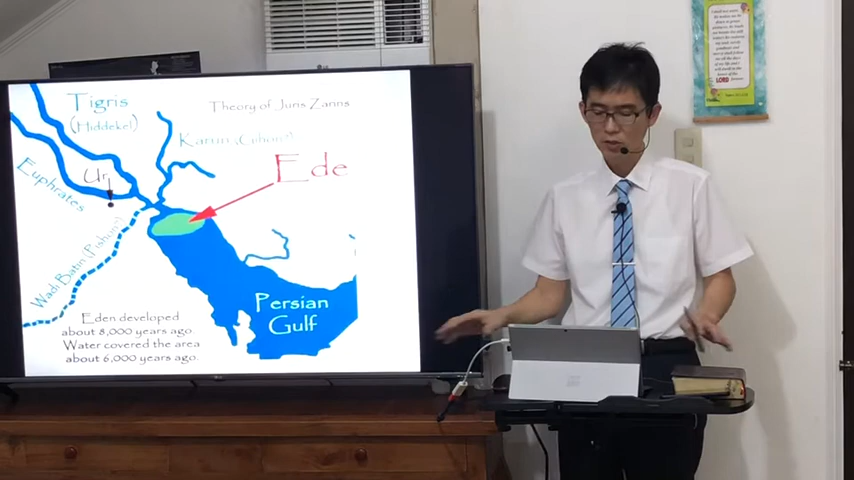 Tigris
(Hiddekel)
Theory of Juris Zarins
Karun (Gihon?)
Ede
Ur
Euphrates
Wadi Batin (Pishon?)
Eden developed
about 8,000 years ago.
Water covered the area
about 6,000 years ago.
Persian
Gulf
LORD